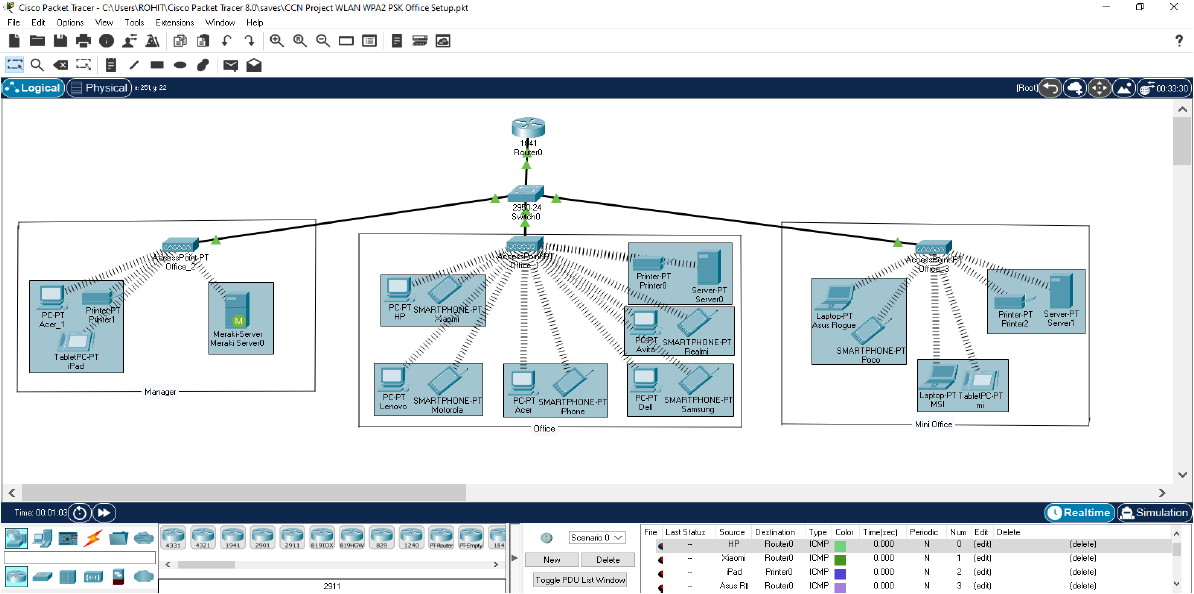 Cisco Packet Tracer - C:\Users\ROHIT\Cisco Packet Tracer 8.0\saves\CCN Project WLAN WPA2 PSK Office Setup.pkt
File Edit Options View Tools Extensions Window Help
?
Logical Physical x: 251, y: 22 [Root] 00:33:30
1841
Router0
2950-24
Switch0
AccessPoint-PT
Office_2
PC-PT
Acer_1
Printer-PT
Printer1
TabletPC-PT
iPad
M
Meraki-Server
Meraki Server0
Manager
AccessPoint-PT
PC-PT
HP
SMARTPHONE-PT
Xiaomi
Printer-PT
Printer0
Server-PT
Server0
PC-PT
Avita
SMARTPHONE-PT
Realmi
PC-PT
Lenovo
SMARTPHONE-PT
Motorola
PC-PT
Acer
SMARTPHONE-PT
iPhone
PC-PT
Dell
SMARTPHONE-PT
Samsung
Office
AccessPoint-PT
Office_3
Laptop-PT
Asus Rogue
SMARTPHONE-PT
Poco
Printer-PT
Printer2
Server-PT
Server1
Laptop-PT
MSI
TabletPC-PT
mi
Mini Office
Time: 00:01:03 Realtime Simulation
4331 4321 1941 2901 2911 819IOX 819HGW 829 1240 PT-Router PT-Empty 184
2911
Scenario 0
New Delete
Toggle PDU List Window
Fire Last Status Source Destination Type Color Time(sec) Periodic Num Edit Delete
-- HP Router0 ICMP 0.000 N 0 (edit) (delete)
-- Xiaomi Router0 ICMP 0.000 N 1 (edit) (delete)
-- iPad Printer0 ICMP 0.000 N 2 (edit) (delete)
-- Asus R Router0 ICMP 0.000 N 3 (edit) (delete)